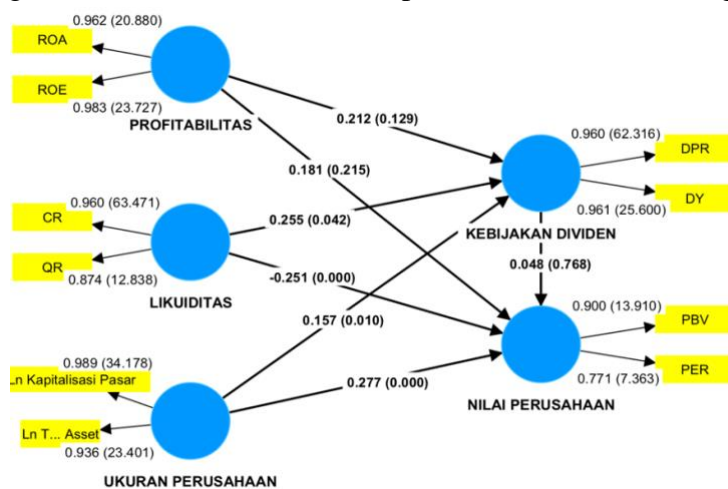 0.962 (20.880)
ROA
ROE
0.983 (23.727)
PROFITABILITAS
0.212 (0.129)
0.960 (62.316)
DPR
0.181 (0.215)
DY
0.960 (63.471)
CR
0.255 (0.042)
0.961 (25.600)
KEBIJAKAN DIVIDEN
QR
0.874 (12.838)
-0.251 (0.000)
0.048 (0.768)
LIKUIDITAS
0.900 (13.910)
PBV
0.157 (0.010)
0.989 (34.178)
Ln Kapitalisasi Pasar
0.277 (0.000)
PER
0.771 (7.363)
NILAI PERUSAHAAN
Ln T... Asset
0.936 (23.401)
UKURAN PERUSAHAAN